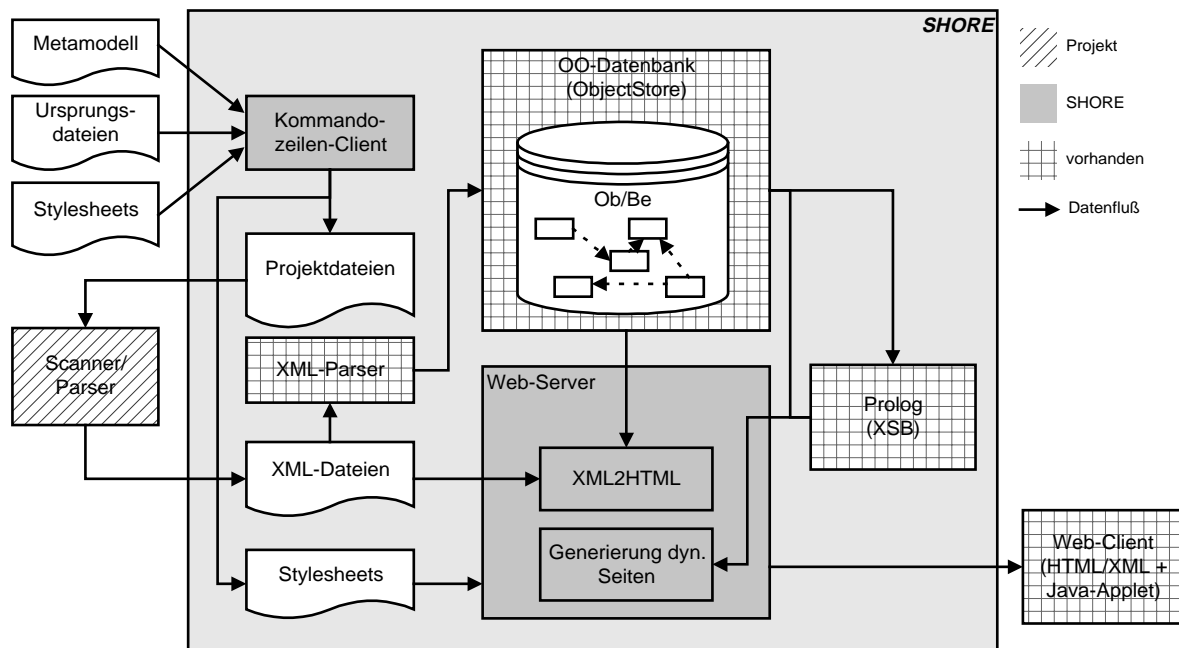 SHORE
Metamodell
Ursprungs-
dateien
Stylesheets
Kommando-
zeilen-Client
Projektdateien
Scanner/
Parser
XML-Parser
XML-Dateien
Stylesheets
OO-Datenbank
(ObjectStore)
Ob/Be
Web-Server
XML2HTML
Generierung dyn.
Seiten
Prolog
(XSB)
Web-Client
(HTML/XML +
Java-Applet)
Projekt
SHORE
vorhanden
Datenfluß